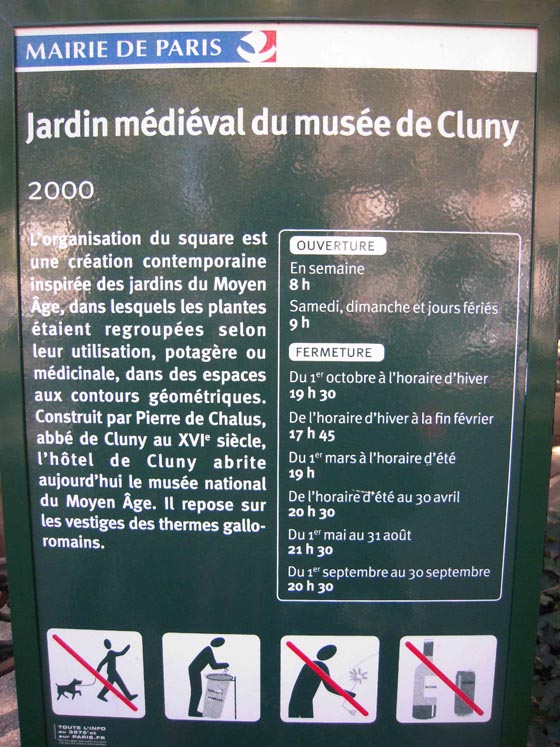 MAIRIE DE PARIS
Jardin médiéval du musée de Cluny
2000
L'organisation du square est
une création contemporaine
inspirée des jardins du Moyen
Âge, dans lesquels les plantes
étaient regroupées selon
leur utilisation, potagère ou
médicinale, dans des espaces
aux contours géométriques.
Construit par Pierre de Chalus,
abbé de Cluny au XVIe siècle,
l'hôtel de Cluny abrite
aujourd'hui le musée national
du Moyen Âge. Il repose sur
les vestiges des thermes gallo-
romains.
OUVERTURE
En semaine
8 h
Samedi, dimanche et jours fériés
9 h
FERMETURE
Du 1er octobre à l'horaire d'hiver
19 h 30
De l'horaire d'hiver à la fin février
17 h 45
Du 1er mars à l'horaire d'été
19 h
De l'horaire d'été au 30 avril
20 h 30
Du 1er mai au 31 août
21 h 30
Du 1er septembre au 30 septembre
20 h 30
TOUTE L'INFO
au 3975* et
sur PARIS.FR